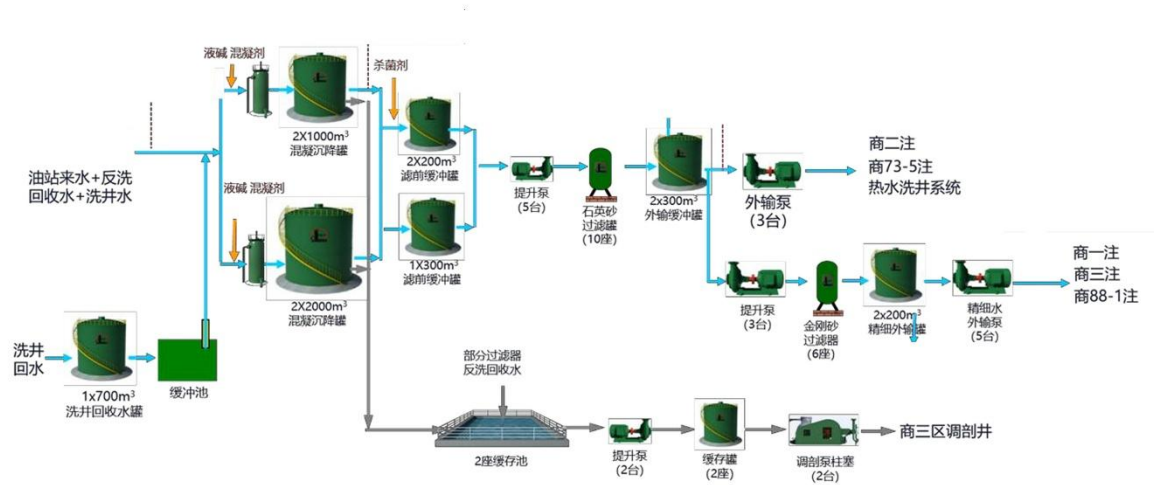 液碱 混凝剂
2X1000m³
混凝沉降罐
杀菌剂
2X200m³
滤前缓冲罐
油站来水+反洗
回收水+洗井水
液碱 混凝剂
2X2000m³
混凝沉降罐
1X300m³
滤前缓冲罐
提升泵
(5台)
石英砂
过滤罐
(10座)
2x300m³
外输缓冲罐
外输泵
(3台)
商二注
商73-5注
热水洗井系统
提升泵
(3台)
金刚砂
过滤器
(6座)
2x200m³
精细外输罐
精细水
外输泵
(5台)
商一注
商三注
商88-1注
洗井
回水
1x700m³
洗井回收水罐
缓冲池
部分过滤器
反洗回收水
2座缓存池
提升泵
(2台)
缓存罐
(2座)
调剖泵柱塞
(2台)
商三区调剖井